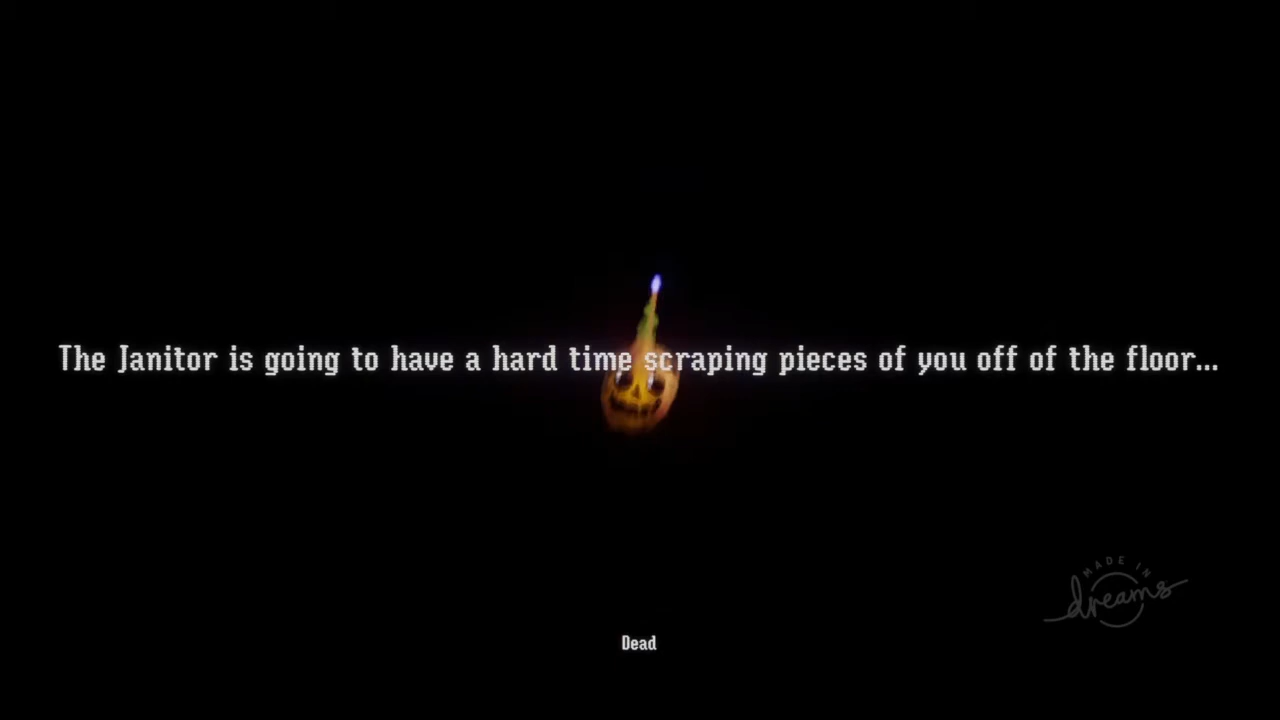 The Janitor is going to have a hard time scraping pieces of you off of the floor...
MADE IN
dreams
Dead